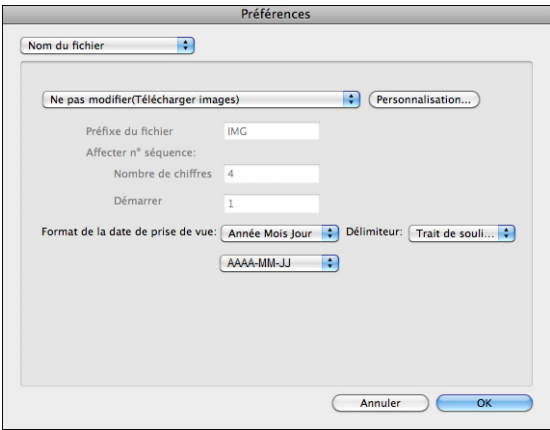 Préférences
Nom du fichier
Ne pas modifier(Télécharger images)
Personnalisation...
Préfixe du fichier
IMG
Affecter n° séquence:
Nombre de chiffres
4
Démarrer
1
Format de la date de prise de vue:
Année Mois Jour
Délimiteur:
Trait de souli...
AAAA-MM-JJ
Annuler
OK